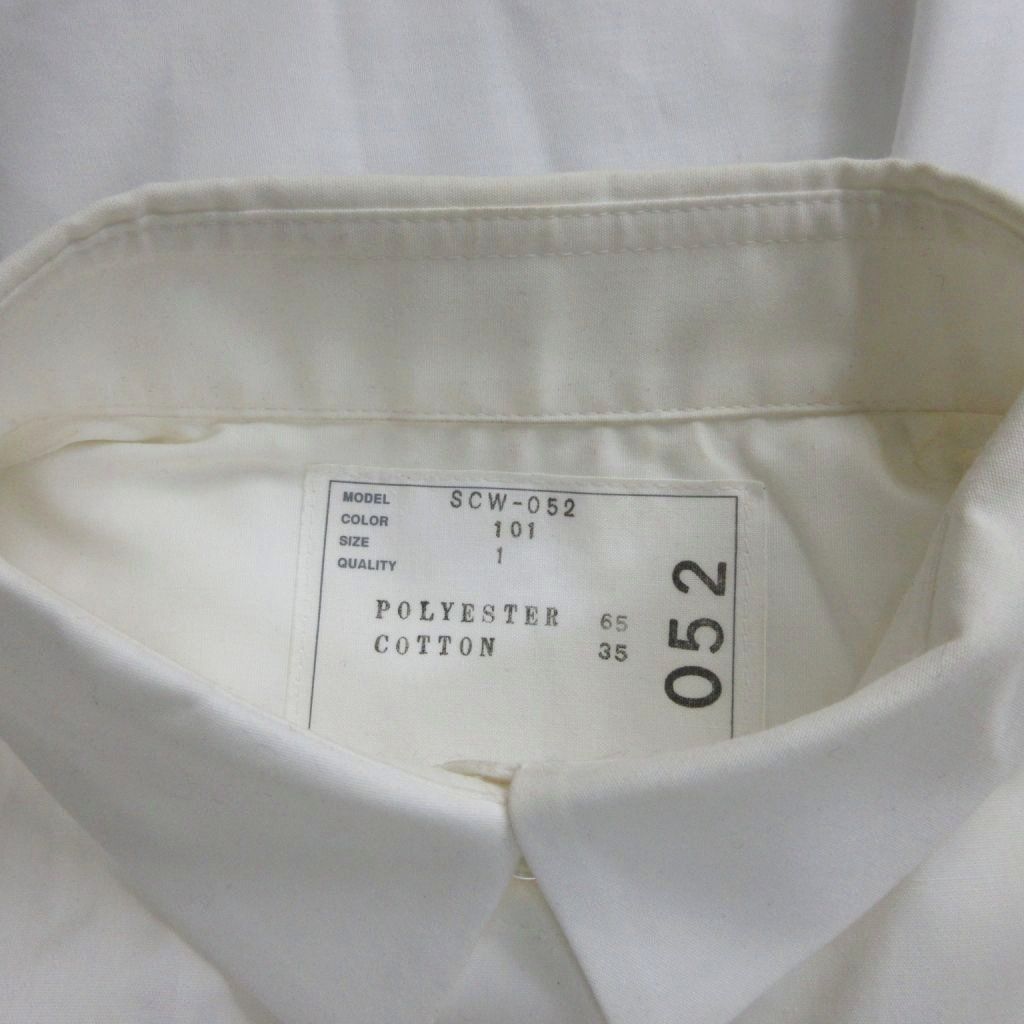 MODEL SCW-052
COLOR 101
SIZE 1
QUALITY
POLYESTER 65
COTTON 35
052